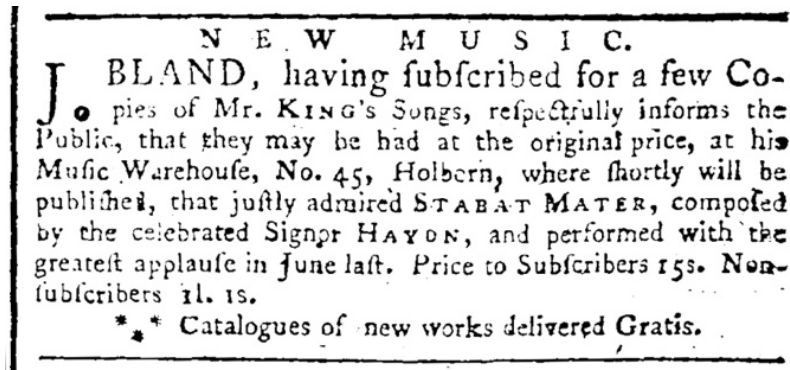 NEW MUSIC.
J. BLAND, having ſubſcribed for a few Co-
pies of Mr. KING's Songs, reſpectfully informs the
Public, that they may be had at the original price, at his
Muſic Warehouſe, No. 45, Holborn, where ſhortly will be
publiſhed, that juſtly admired STABAT MATER, compoſed
by the celebrated Signor HAYDN, and performed with the
greateſt applauſe in June laſt. Price to Subſcribers 15s. Non-
ſubſcribers 1l. 1s.
*⁎* Catalogues of new works delivered Gratis.